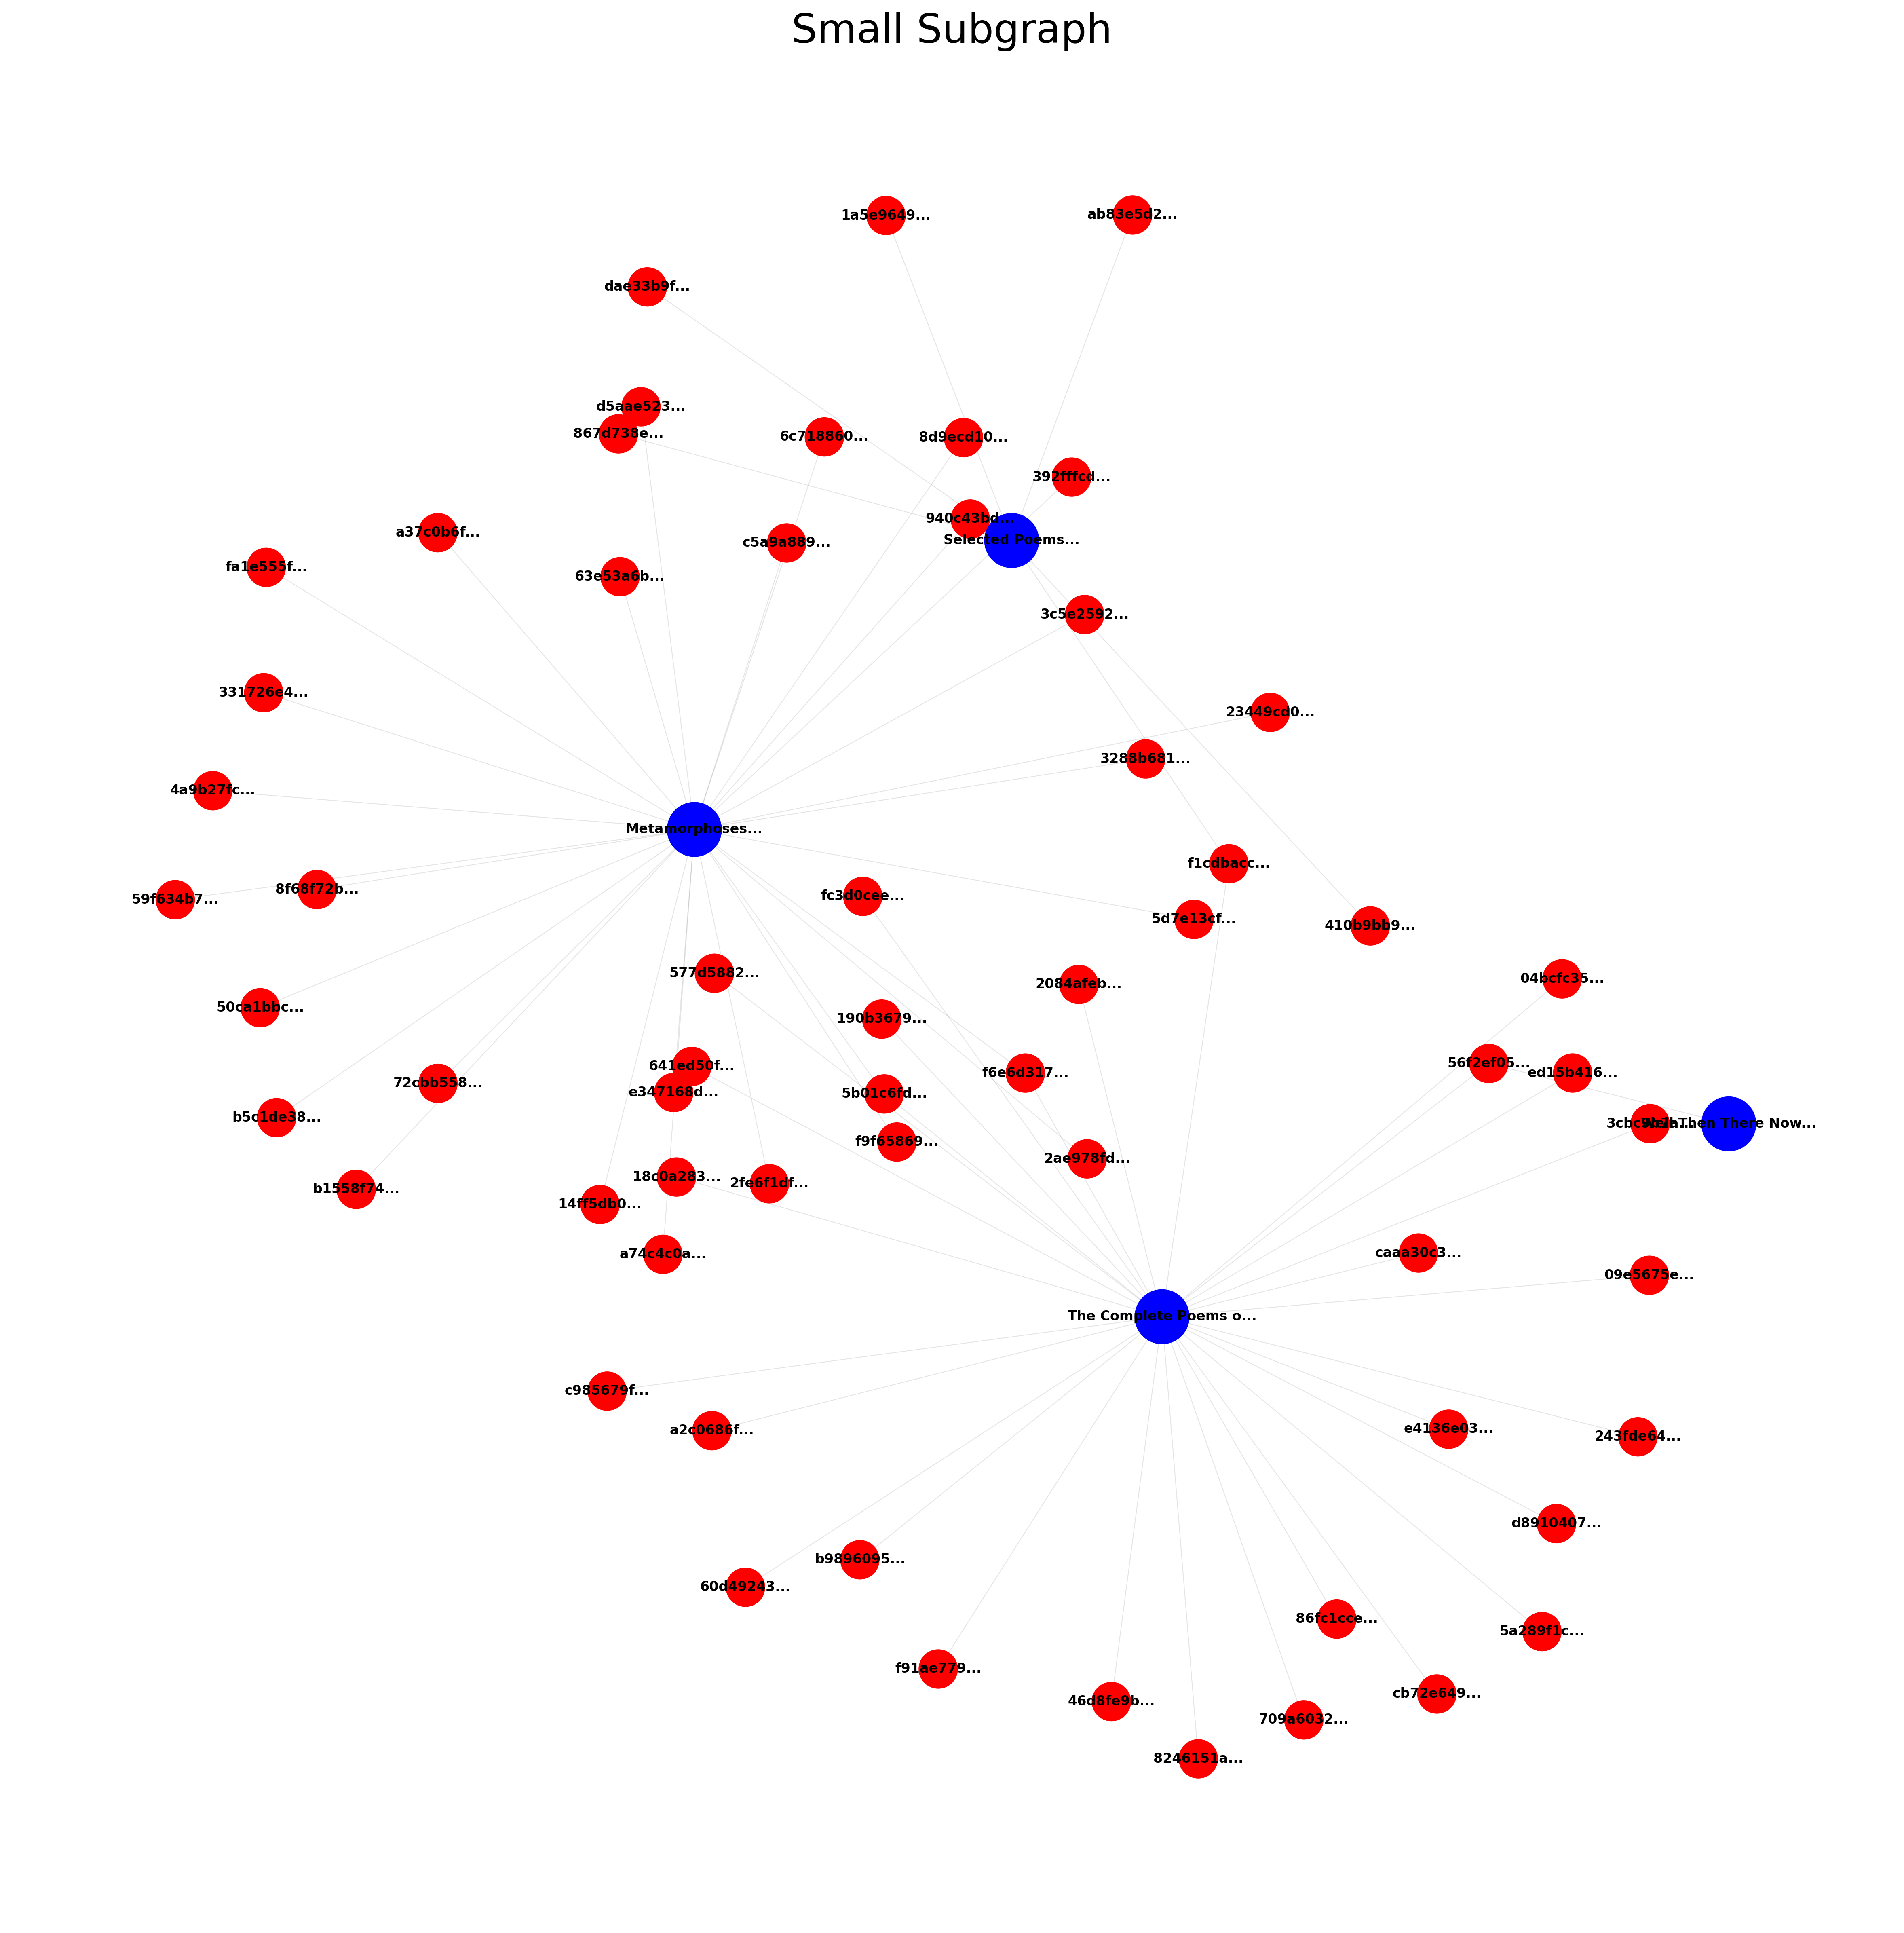 Small Subgraph
1a5e9649...
ab83e5d2...
dae33b9f...
d5aae523...
867d738e...
6c718860...
8d9ecd10...
392fffcd...
940c43bd...
a37c0b6f...
c5a9a889...
Selected Poems...
fa1e555f...
63e53a6b...
3c5e2592...
331726e4...
23449cd0...
3288b681...
4a9b27fc...
Metamorphoses...
f1cdbacc...
59f634b7...
8f68f72b...
fc3d0cee...
5d7e13cf...
410b9bb9...
577d5882...
2084afeb...
04bcfc35...
50ca1bbc...
190b3679...
641ed50f...
56f2ef05...
f6e6d317...
ed15b416...
72cbb558...
e347168d...
5b01c6fd...
b5c1de38...
Then There Now...
f9f65869...
2ae978fd...
18c0a283...
2fe6f1df...
b1558f74...
14ff5db0...
a74c4c0a...
caaa30c3...
09e5675e...
The Complete Poems o...
c985679f...
a2c0686f...
e4136e03...
243fde64...
d8910407...
b9896095...
60d49243...
86fc1cce...
5a289f1c...
f91ae779...
46d8fe9b...
cb72e649...
709a6032...
8246151a...